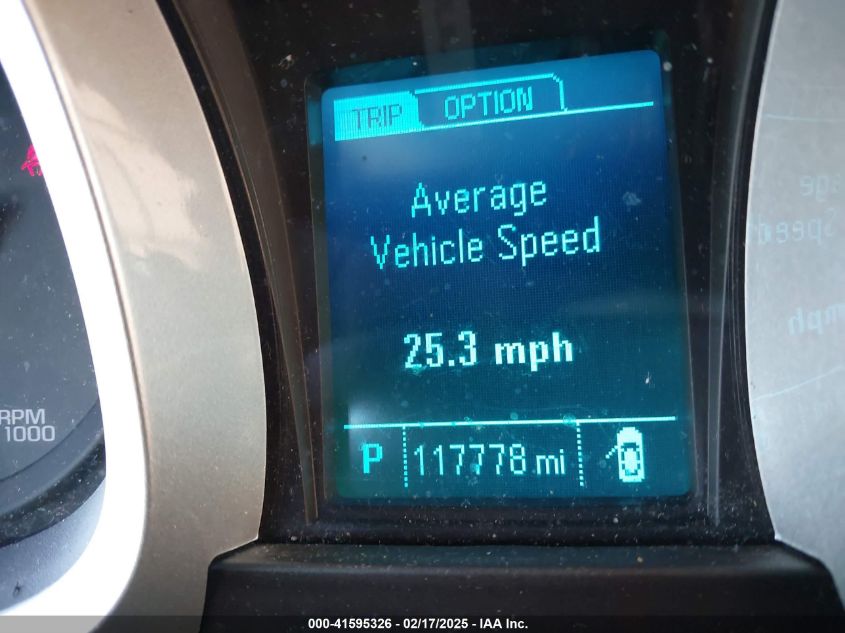 TRIP OPTION
Average
Vehicle Speed
25.3 mph
P 117778 mi
RPM
1000
000-41595326 - 02/17/2025 - IAA Inc.